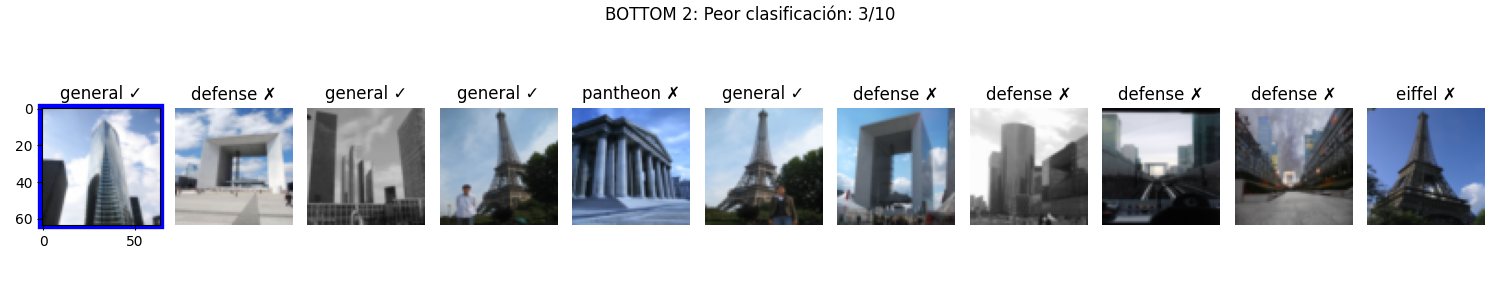 BOTTOM 2: Peor clasificación: 3/10
general ✓ defense ✗ general ✓ general ✓ pantheon ✗ general ✓ defense ✗ defense ✗ defense ✗ defense ✗ eiffel ✗
0
20
40
60
0 50